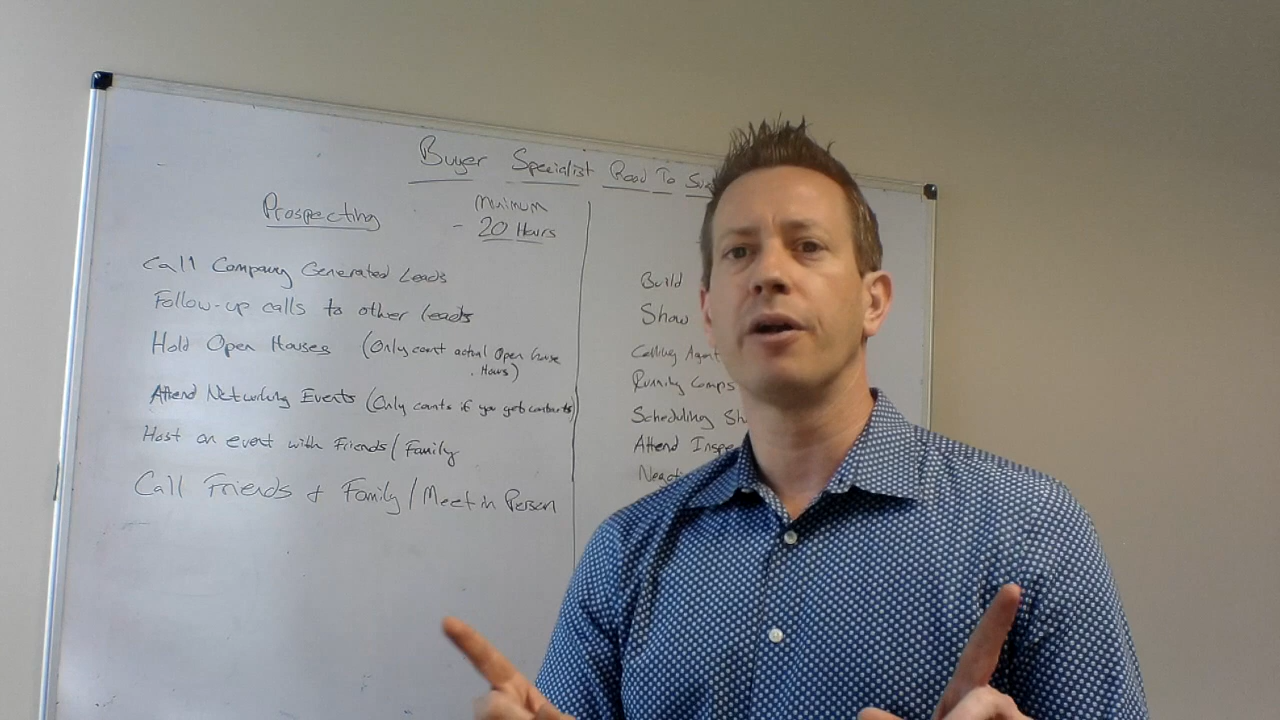 Buyer Specialist Road To
Prospecting
Minimum
- 20 Hours
Call Company Generated Leads
Follow-up calls to other leads
Hold Open Houses (Only count actual Open house
Hours)
Attend Networking Events (Only counts if you get contacts)
Host an event with Friends/Family
Call Friends & Family/Meet in Person
Build
Show
Calling Agent
Running Comps
Scheduling Sh
Attend Inspe